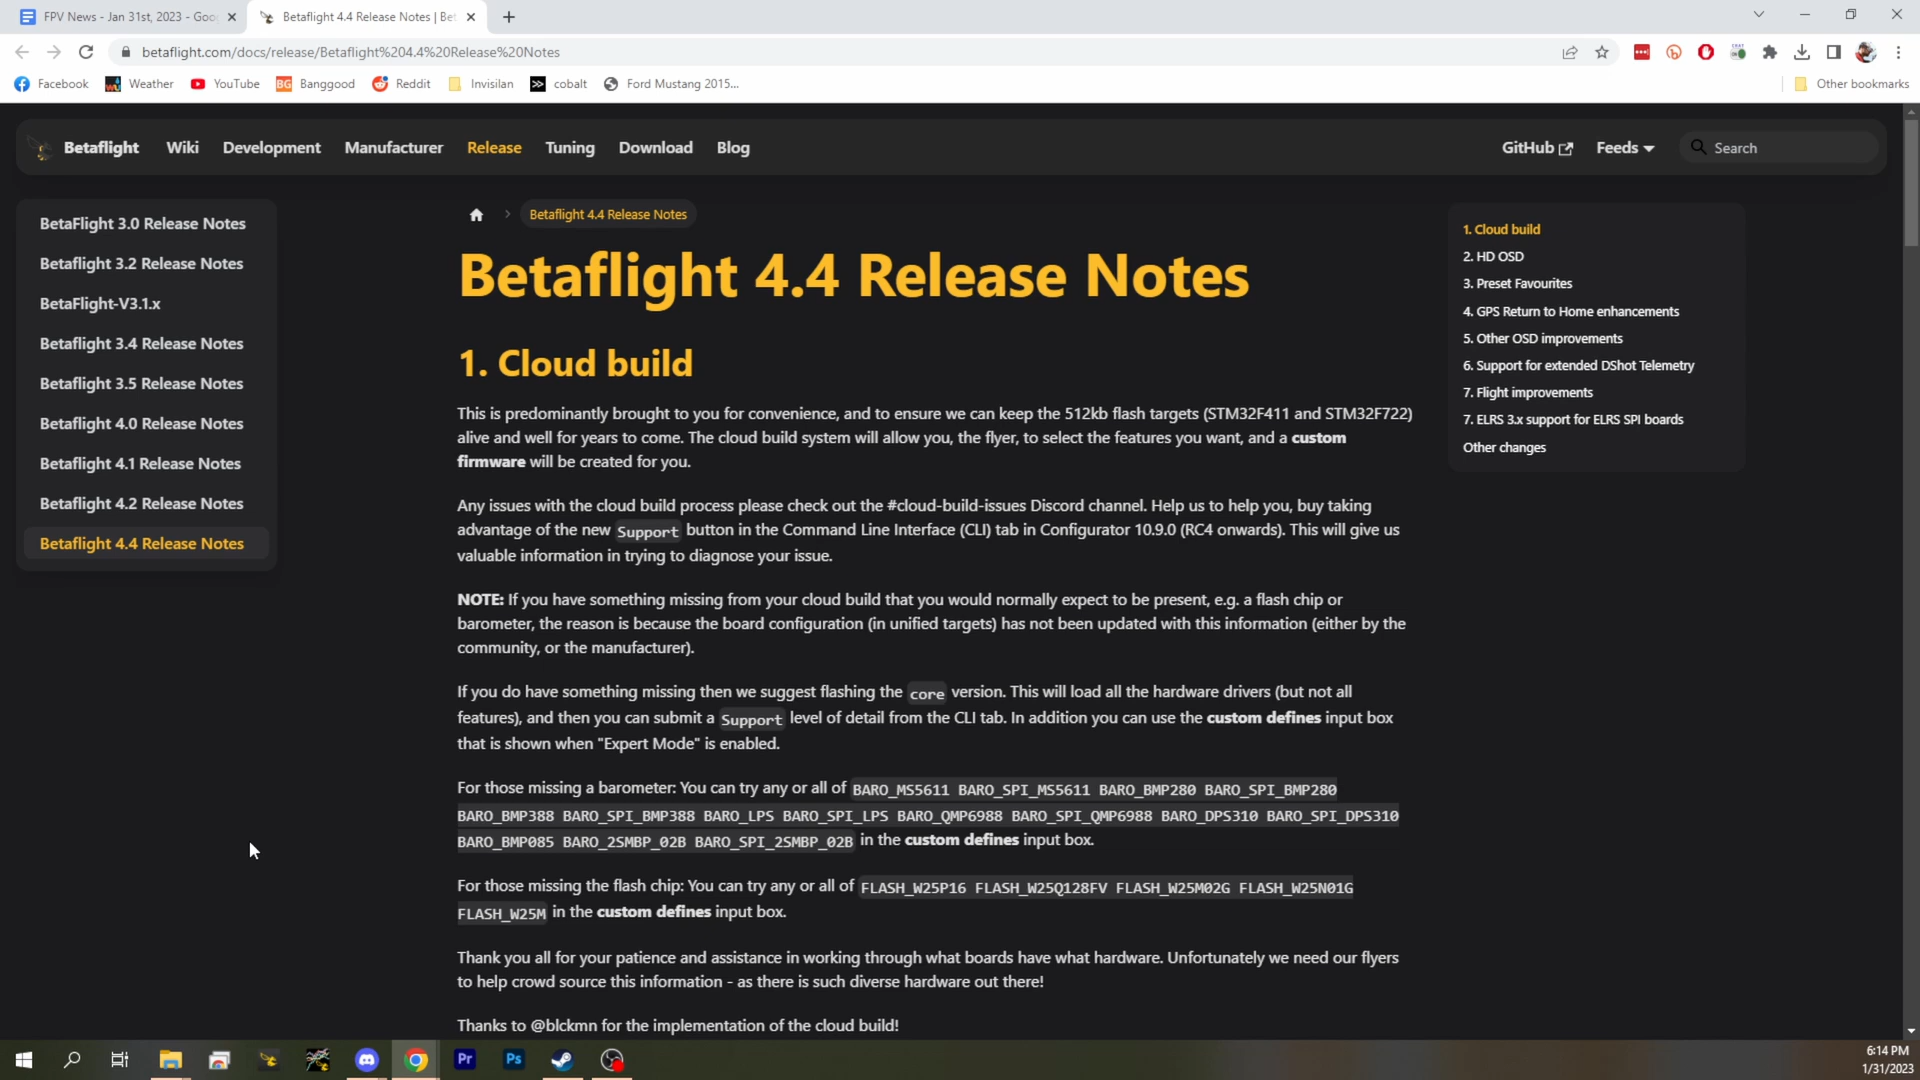 FPV News - Jan 31st, 2023 - Goo
Betaflight 4.4 Release Notes | Bet
betaflight.com/docs/release/Betaflight%204.4%20Release%20Notes
Facebook
Weather
YouTube
BG Banggood
Reddit
Invisilan
cobalt
Ford Mustang 2015...
Other bookmarks
Betaflight
Wiki
Development
Manufacturer
Release
Tuning
Download
Blog
GitHub
Feeds
Search
BetaFlight 3.0 Release Notes
Betaflight 3.2 Release Notes
BetaFlight-V3.1.x
Betaflight 3.4 Release Notes
Betaflight 3.5 Release Notes
Betaflight 4.0 Release Notes
Betaflight 4.1 Release Notes
Betaflight 4.2 Release Notes
Betaflight 4.4 Release Notes
Betaflight 4.4 Release Notes
Betaflight 4.4 Release Notes
1. Cloud build
This is predominantly brought to you for convenience, and to ensure we can keep the 512kb flash targets (STM32F411 and STM32F722)
alive and well for years to come. The cloud build system will allow you, the flyer, to select the features you want, and a custom
firmware will be created for you.
Any issues with the cloud build process please check out the #cloud-build-issues Discord channel. Help us to help you, buy taking
advantage of the new Support button in the Command Line Interface (CLI) tab in Configurator 10.9.0 (RC4 onwards). This will give us
valuable information in trying to diagnose your issue.
NOTE: If you have something missing from your cloud build that you would normally expect to be present, e.g. a flash chip or
barometer, the reason is because the board configuration (in unified targets) has not been updated with this information (either by the
community, or the manufacturer).
If you do have something missing then we suggest flashing the core version. This will load all the hardware drivers (but not all
features), and then you can submit a Support level of detail from the CLI tab. In addition you can use the custom defines input box
that is shown when "Expert Mode" is enabled.
For those missing a barometer: You can try any or all of BARO_MS5611 BARO_SPI_MS5611 BARO_BMP280 BARO_SPI_BMP280
BARO_BMP388 BARO_SPI_BMP388 BARO_LPS BARO_SPI_LPS BARO_QMP6988 BARO_SPI_QMP6988 BARO_DPS310 BARO_SPI_DPS310
BARO_BMP085 BARO_2SMBP_02B BARO_SPI_2SMBP_02B in the custom defines input box.
For those missing the flash chip: You can try any or all of FLASH_W25P16 FLASH_W25Q128FV FLASH_W25M02G FLASH_W25N01G
FLASH_W25M in the custom defines input box.
Thank you all for your patience and assistance in working through what boards have what hardware. Unfortunately we need our flyers
to help crowd source this information - as there is such diverse hardware out there!
Thanks to @blckmn for the implementation of the cloud build!
1. Cloud build
2. HD OSD
3. Preset Favourites
4. GPS Return to Home enhancements
5. Other OSD improvements
6. Support for extended DShot Telemetry
7. Flight improvements
7. ELRS 3.x support for ELRS SPI boards
Other changes
Pr
Ps
6:14 PM
1/31/2023